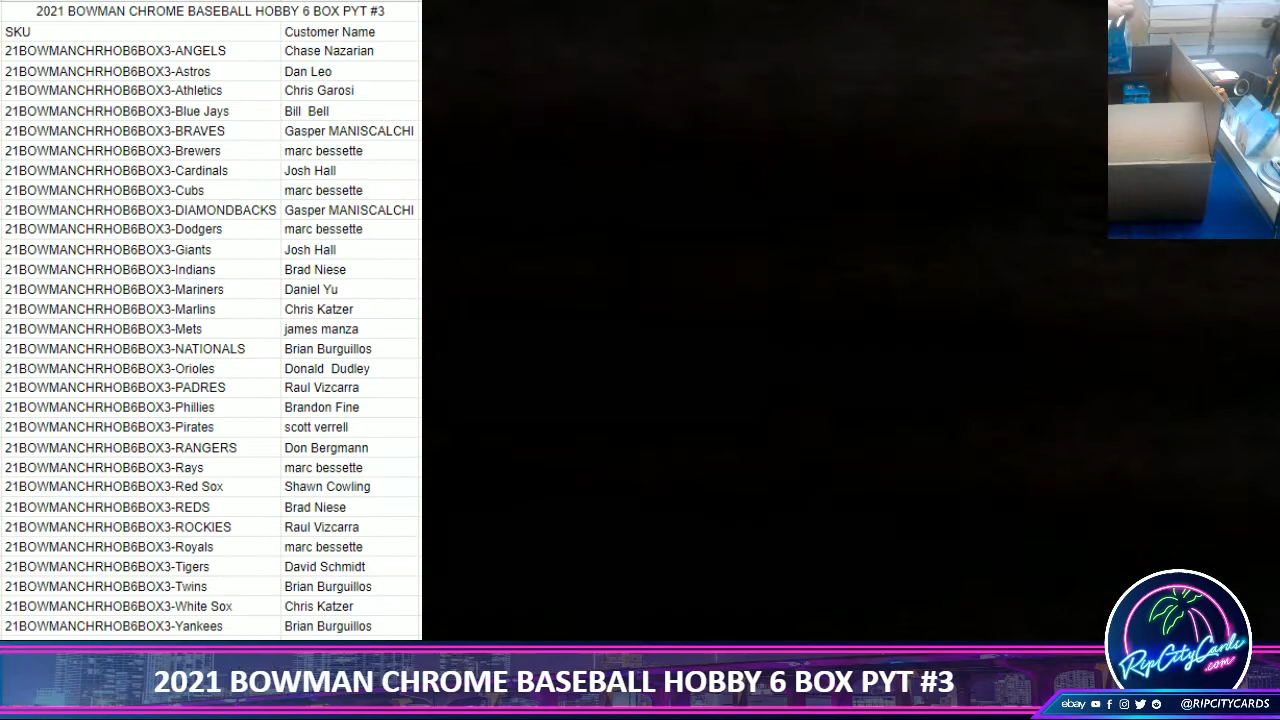 2021 BOWMAN CHROME BASEBALL HOBBY 6 BOX PYT #3
SKU Customer Name
21BOWMANCHRHOB6BOX3-ANGELS Chase Nazarian
21BOWMANCHRHOB6BOX3-Astros Dan Leo
21BOWMANCHRHOB6BOX3-Athletics Chris Garosi
21BOWMANCHRHOB6BOX3-Blue Jays Bill Bell
21BOWMANCHRHOB6BOX3-BRAVES Gasper MANISCALCHI
21BOWMANCHRHOB6BOX3-Brewers marc bessette
21BOWMANCHRHOB6BOX3-Cardinals Josh Hall
21BOWMANCHRHOB6BOX3-Cubs marc bessette
21BOWMANCHRHOB6BOX3-DIAMONDBACKS Gasper MANISCALCHI
21BOWMANCHRHOB6BOX3-Dodgers marc bessette
21BOWMANCHRHOB6BOX3-Giants Josh Hall
21BOWMANCHRHOB6BOX3-Indians Brad Niese
21BOWMANCHRHOB6BOX3-Mariners Daniel Yu
21BOWMANCHRHOB6BOX3-Marlins Chris Katzer
21BOWMANCHRHOB6BOX3-Mets james manza
21BOWMANCHRHOB6BOX3-NATIONALS Brian Burguillos
21BOWMANCHRHOB6BOX3-Orioles Donald Dudley
21BOWMANCHRHOB6BOX3-PADRES Raul Vizcarra
21BOWMANCHRHOB6BOX3-Phillies Brandon Fine
21BOWMANCHRHOB6BOX3-Pirates scott verrell
21BOWMANCHRHOB6BOX3-RANGERS Don Bergmann
21BOWMANCHRHOB6BOX3-Rays marc bessette
21BOWMANCHRHOB6BOX3-Red Sox Shawn Cowling
21BOWMANCHRHOB6BOX3-REDS Brad Niese
21BOWMANCHRHOB6BOX3-ROCKIES Raul Vizcarra
21BOWMANCHRHOB6BOX3-Royals marc bessette
21BOWMANCHRHOB6BOX3-Tigers David Schmidt
21BOWMANCHRHOB6BOX3-Twins Brian Burguillos
21BOWMANCHRHOB6BOX3-White Sox Chris Katzer
21BOWMANCHRHOB6BOX3-Yankees Brian Burguillos
RipCityCards
.com
2021 BOWMAN CHROME BASEBALL HOBBY 6 BOX PYT #3
ebay @RIPCITYCARDS